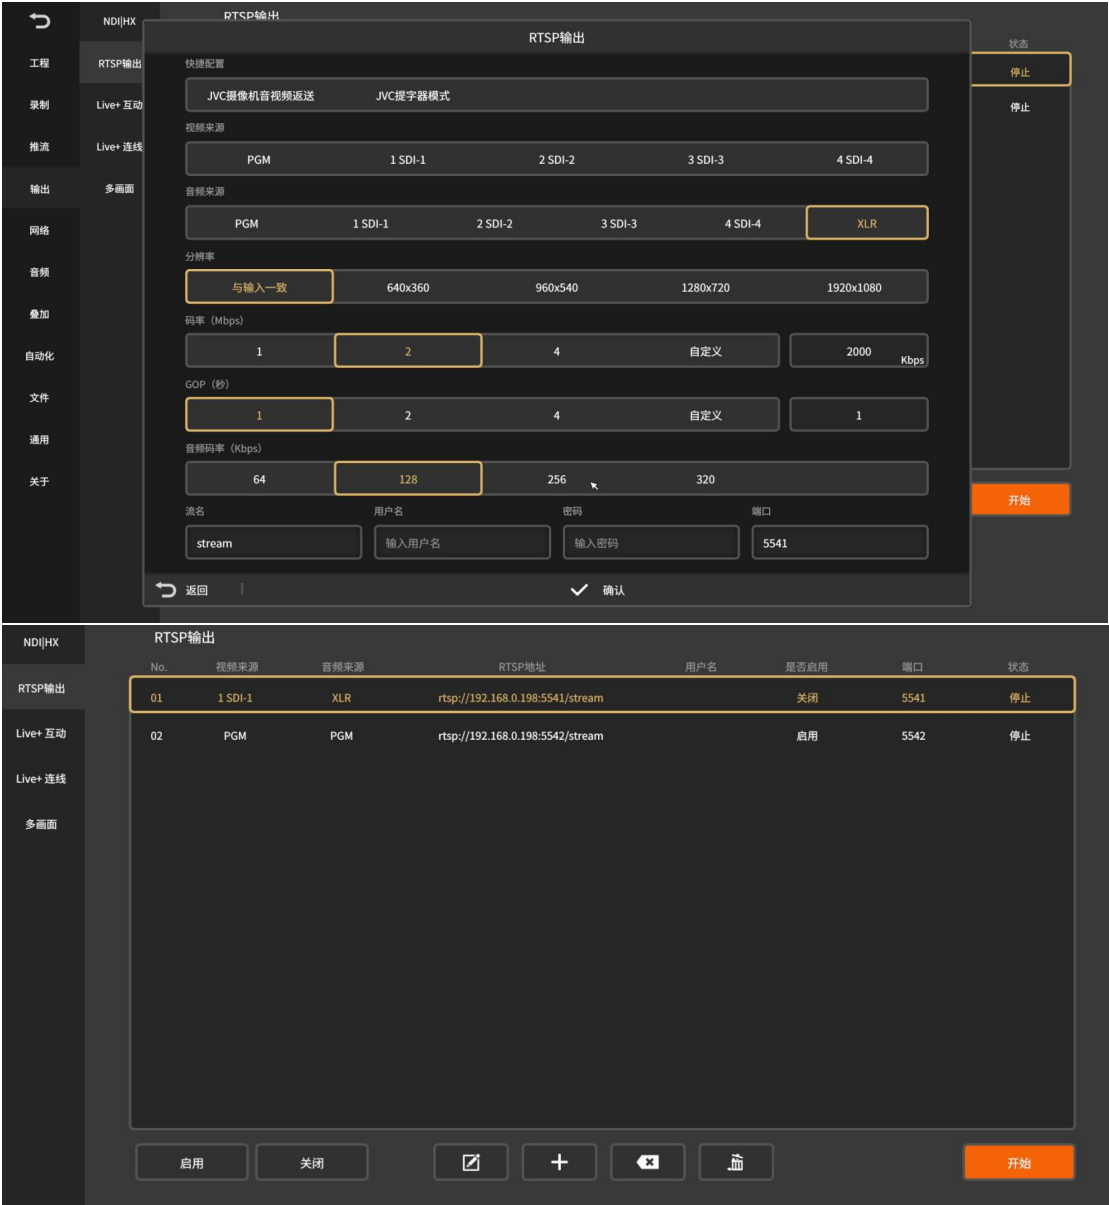 NDI|HX
RTSP输出
RTSP输出
状态
工程
RTSP输出
快捷配置
停止
JVC摄像机音视频返送
JVC提字器模式
录制
Live+ 互动
停止
视频来源
推流
Live+ 连线
PGM
1 SDI-1
2 SDI-2
3 SDI-3
4 SDI-4
输出
多画面
音频来源
网络
PGM
1 SDI-1
2 SDI-2
3 SDI-3
4 SDI-4
XLR
分辨率
音频
与输入一致
640x360
960x540
1280x720
1920x1080
叠加
码率（Mbps）
自动化
1
2
4
自定义
2000
Kbps
GOP（秒）
文件
1
2
4
自定义
1
通用
音频码率（Kbps）
关于
64
128
256
320
开始
流名
用户名
密码
端口
stream
输入用户名
输入密码
5541
返回
确认
NDI|HX
RTSP输出
No.
视频来源
音频来源
RTSP地址
用户名
是否启用
端口
状态
RTSP输出
01
1 SDI-1
XLR
rtsp://192.168.0.198:5541/stream
关闭
5541
停止
Live+ 互动
02
PGM
PGM
rtsp://192.168.0.198:5542/stream
启用
5542
停止
Live+ 连线
多画面
启用
关闭
开始